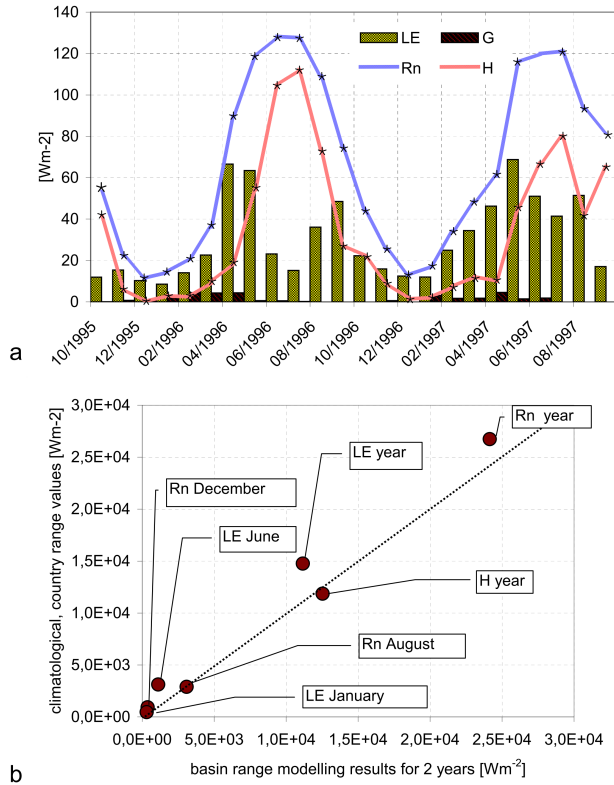 140
120
100
80
60
40
20
0
[Wm-2]
LE
G
Rn
H
10/1995
12/1995
02/1996
04/1996
06/1996
08/1996
10/1996
12/1996
02/1997
04/1997
06/1997
08/1997
a
3,0E+04
2,5E+04
2,0E+04
1,5E+04
1,0E+04
5,0E+03
0,0E+00
climatological, country range values [Wm-2]
Rn year
LE year
Rn December
LE June
H year
Rn August
LE January
0,0E+00
5,0E+03
1,0E+04
1,5E+04
2,0E+04
2,5E+04
3,0E+04
basin range modelling results for 2 years [Wm⁻²]
b